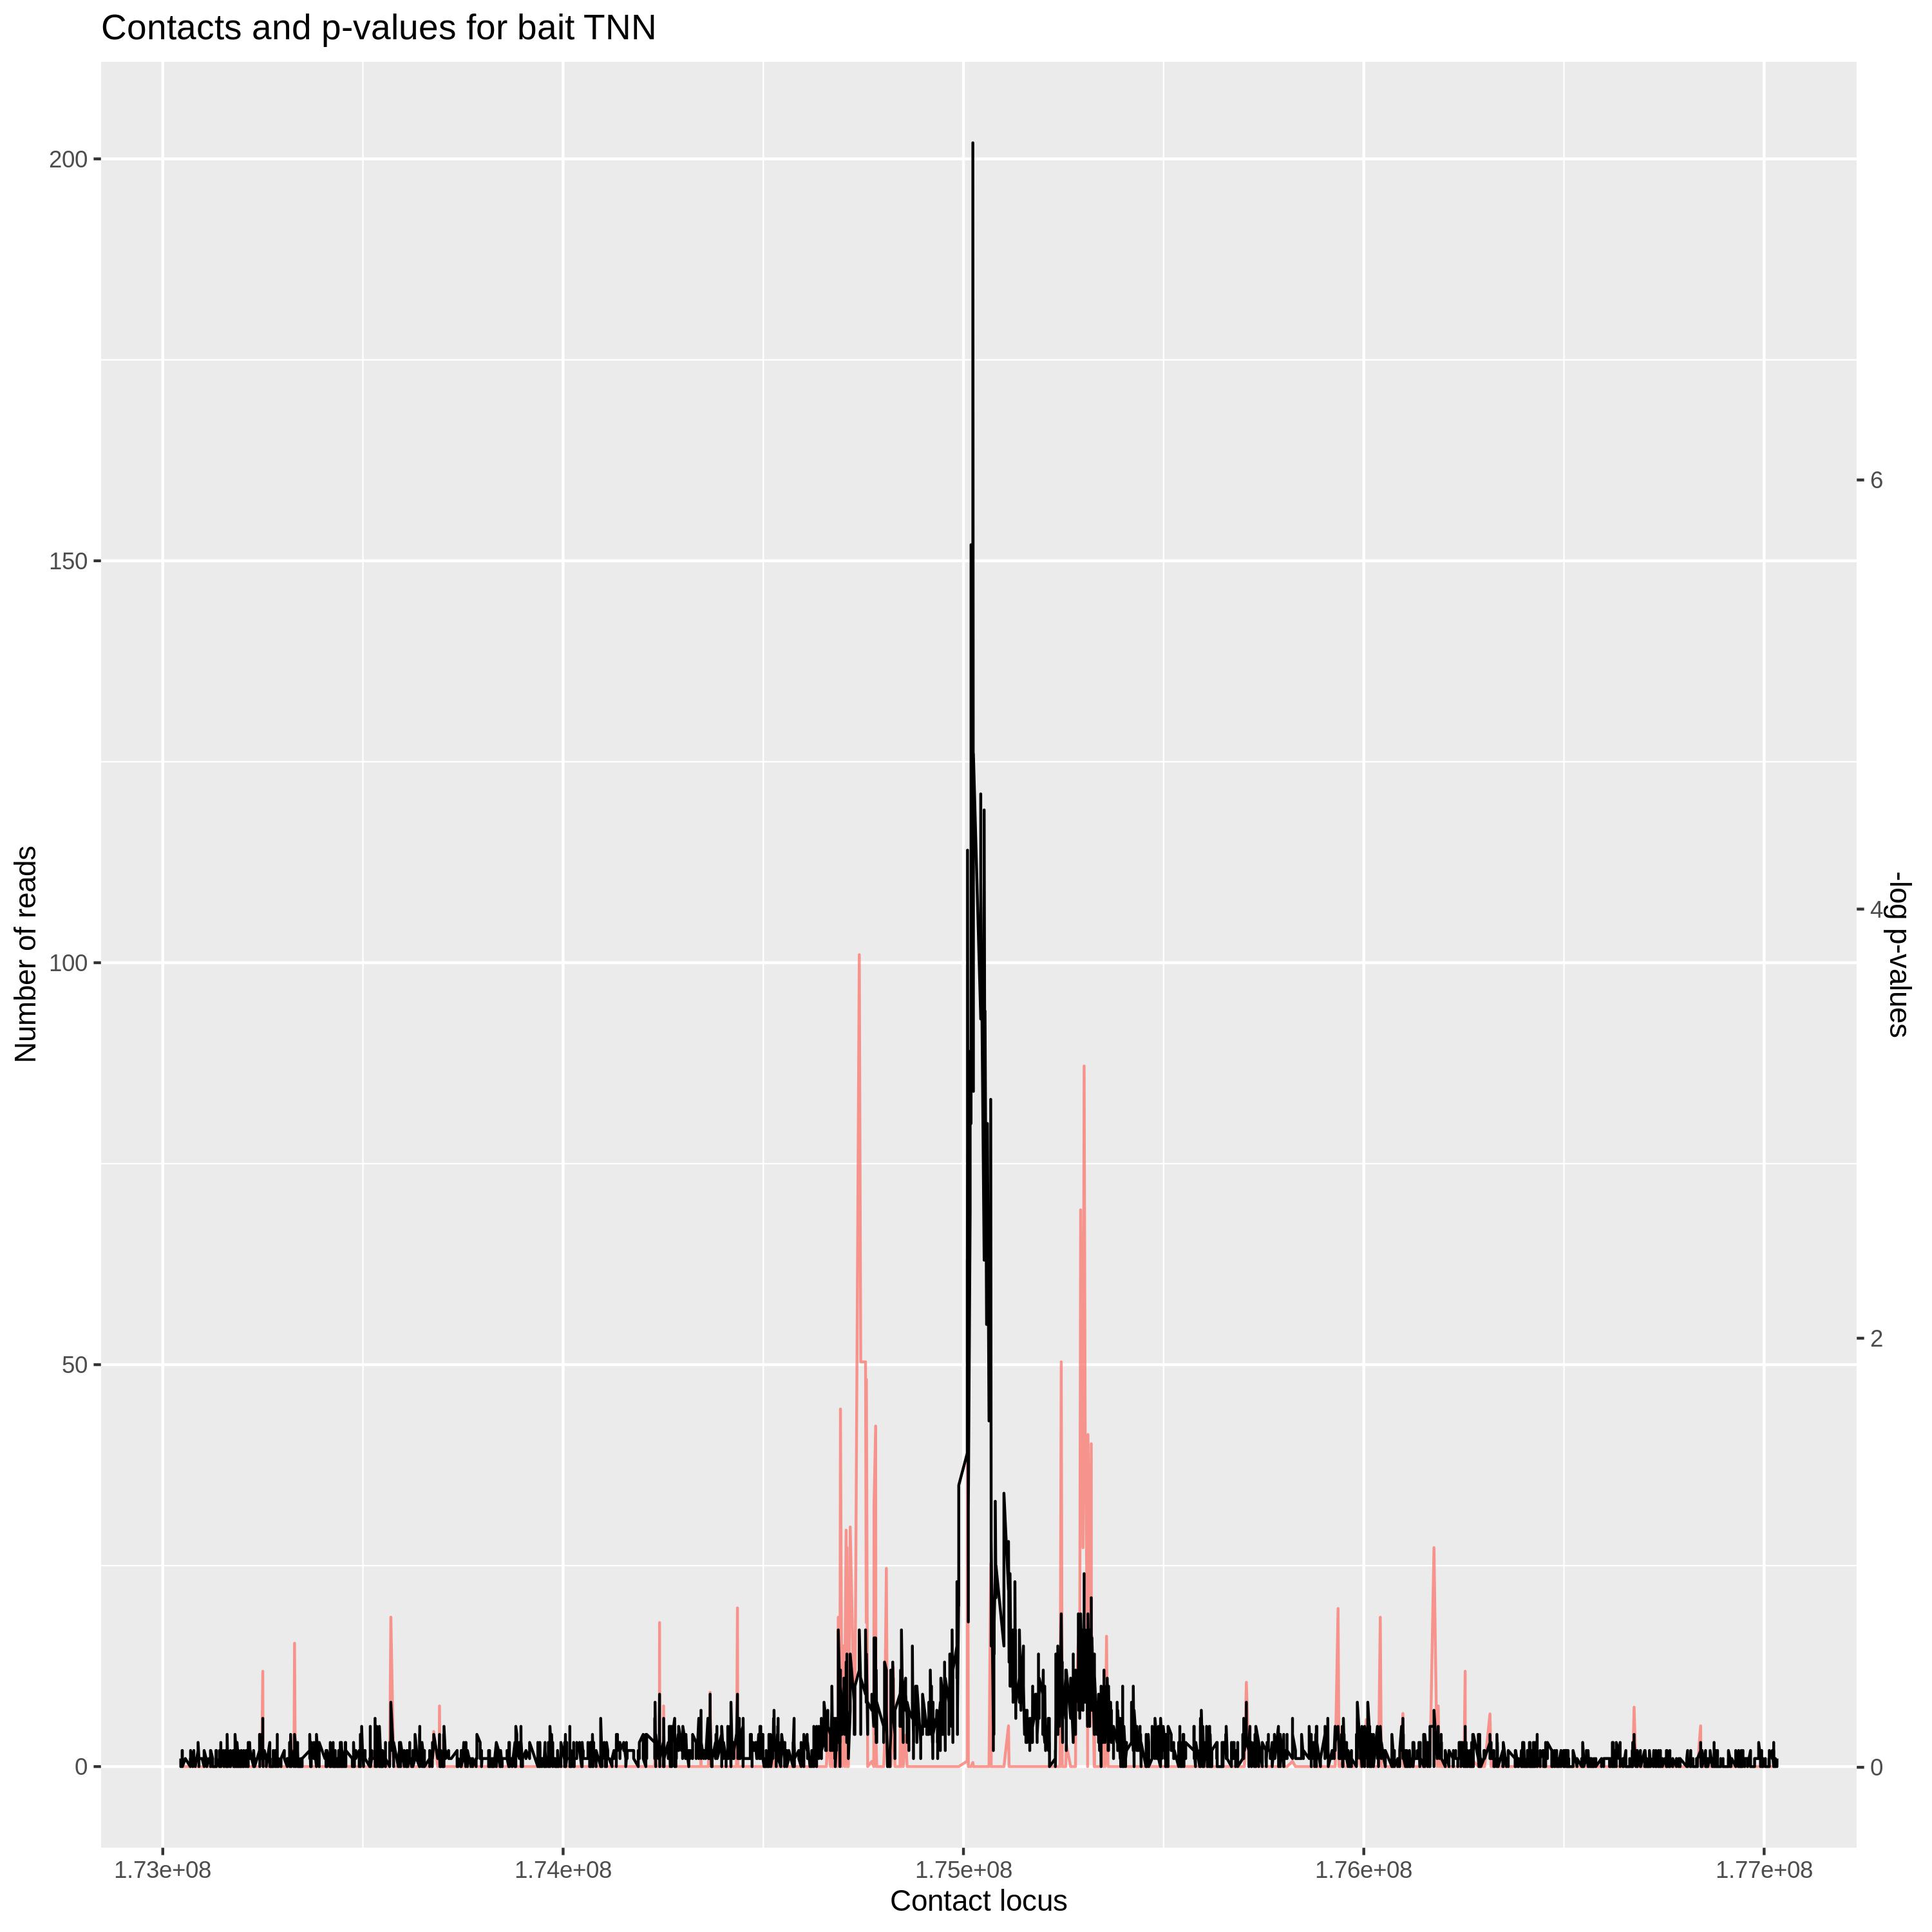 Contacts and p-values for bait TNN
200
150
100
50
0
Number of reads
6
4
2
0
-log p-values
1.73e+08
1.74e+08
1.75e+08
1.76e+08
1.77e+08
Contact locus